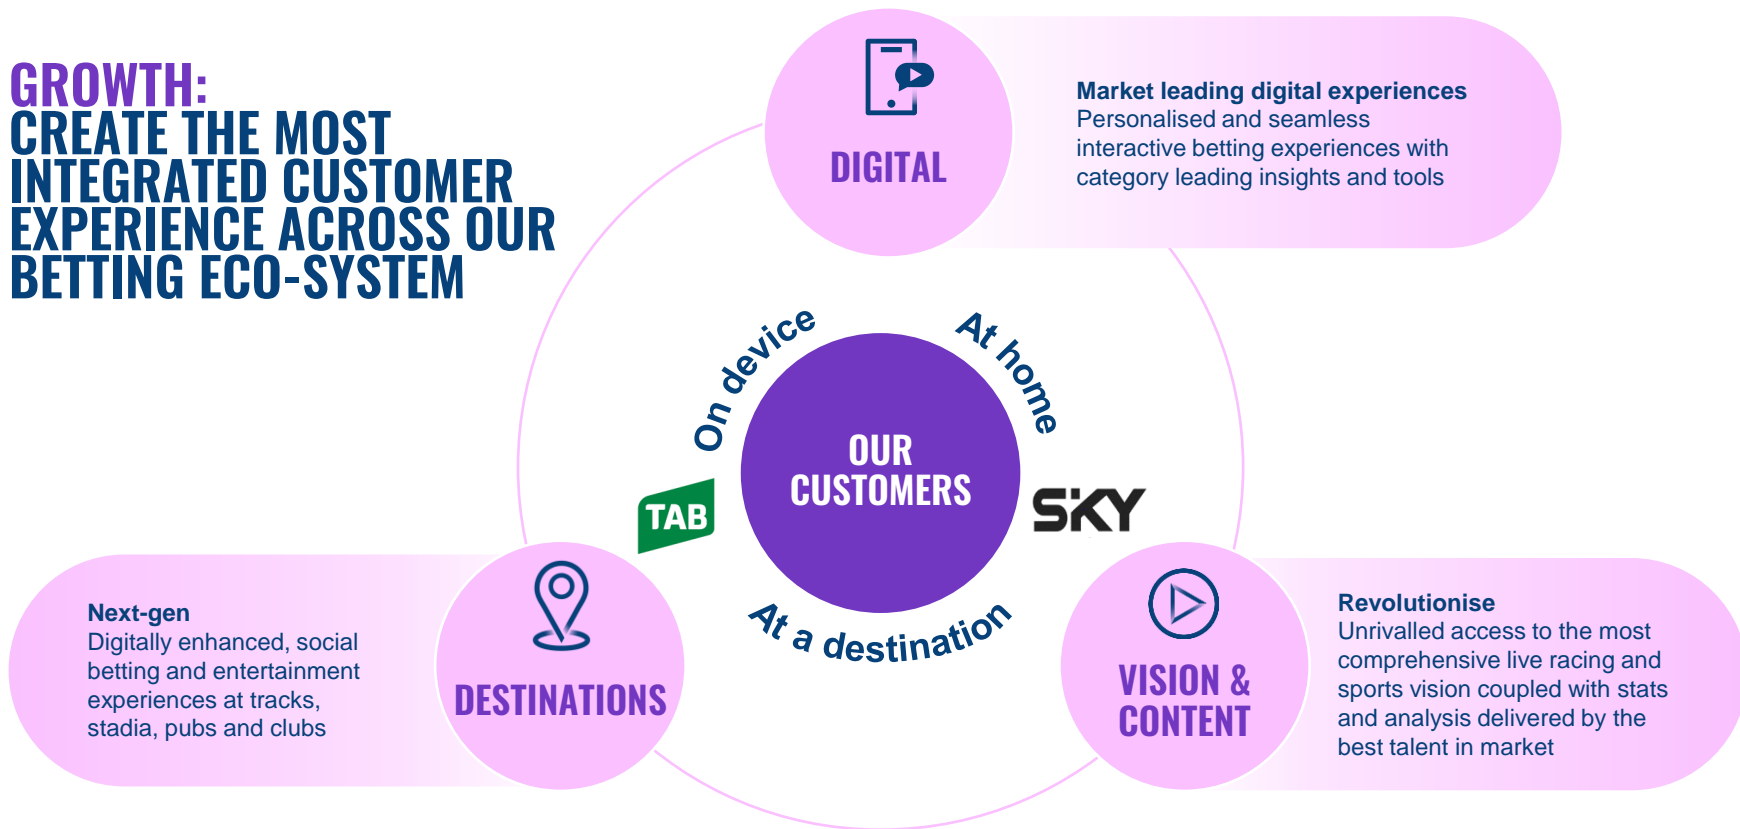 GROWTH:
CREATE THE MOST
INTEGRATED CUSTOMER
EXPERIENCE ACROSS OUR
BETTING ECO-SYSTEM
DIGITAL
Market leading digital experiences
Personalised and seamless
interactive betting experiences with
category leading insights and tools
On device
At home
OUR
CUSTOMERS
TAB
SKY
At a destination
Next-gen
Digitally enhanced, social
betting and entertainment
experiences at tracks,
stadia, pubs and clubs
DESTINATIONS
VISION &
CONTENT
Revolutionise
Unrivalled access to the most
comprehensive live racing and
sports vision coupled with stats
and analysis delivered by the
best talent in market